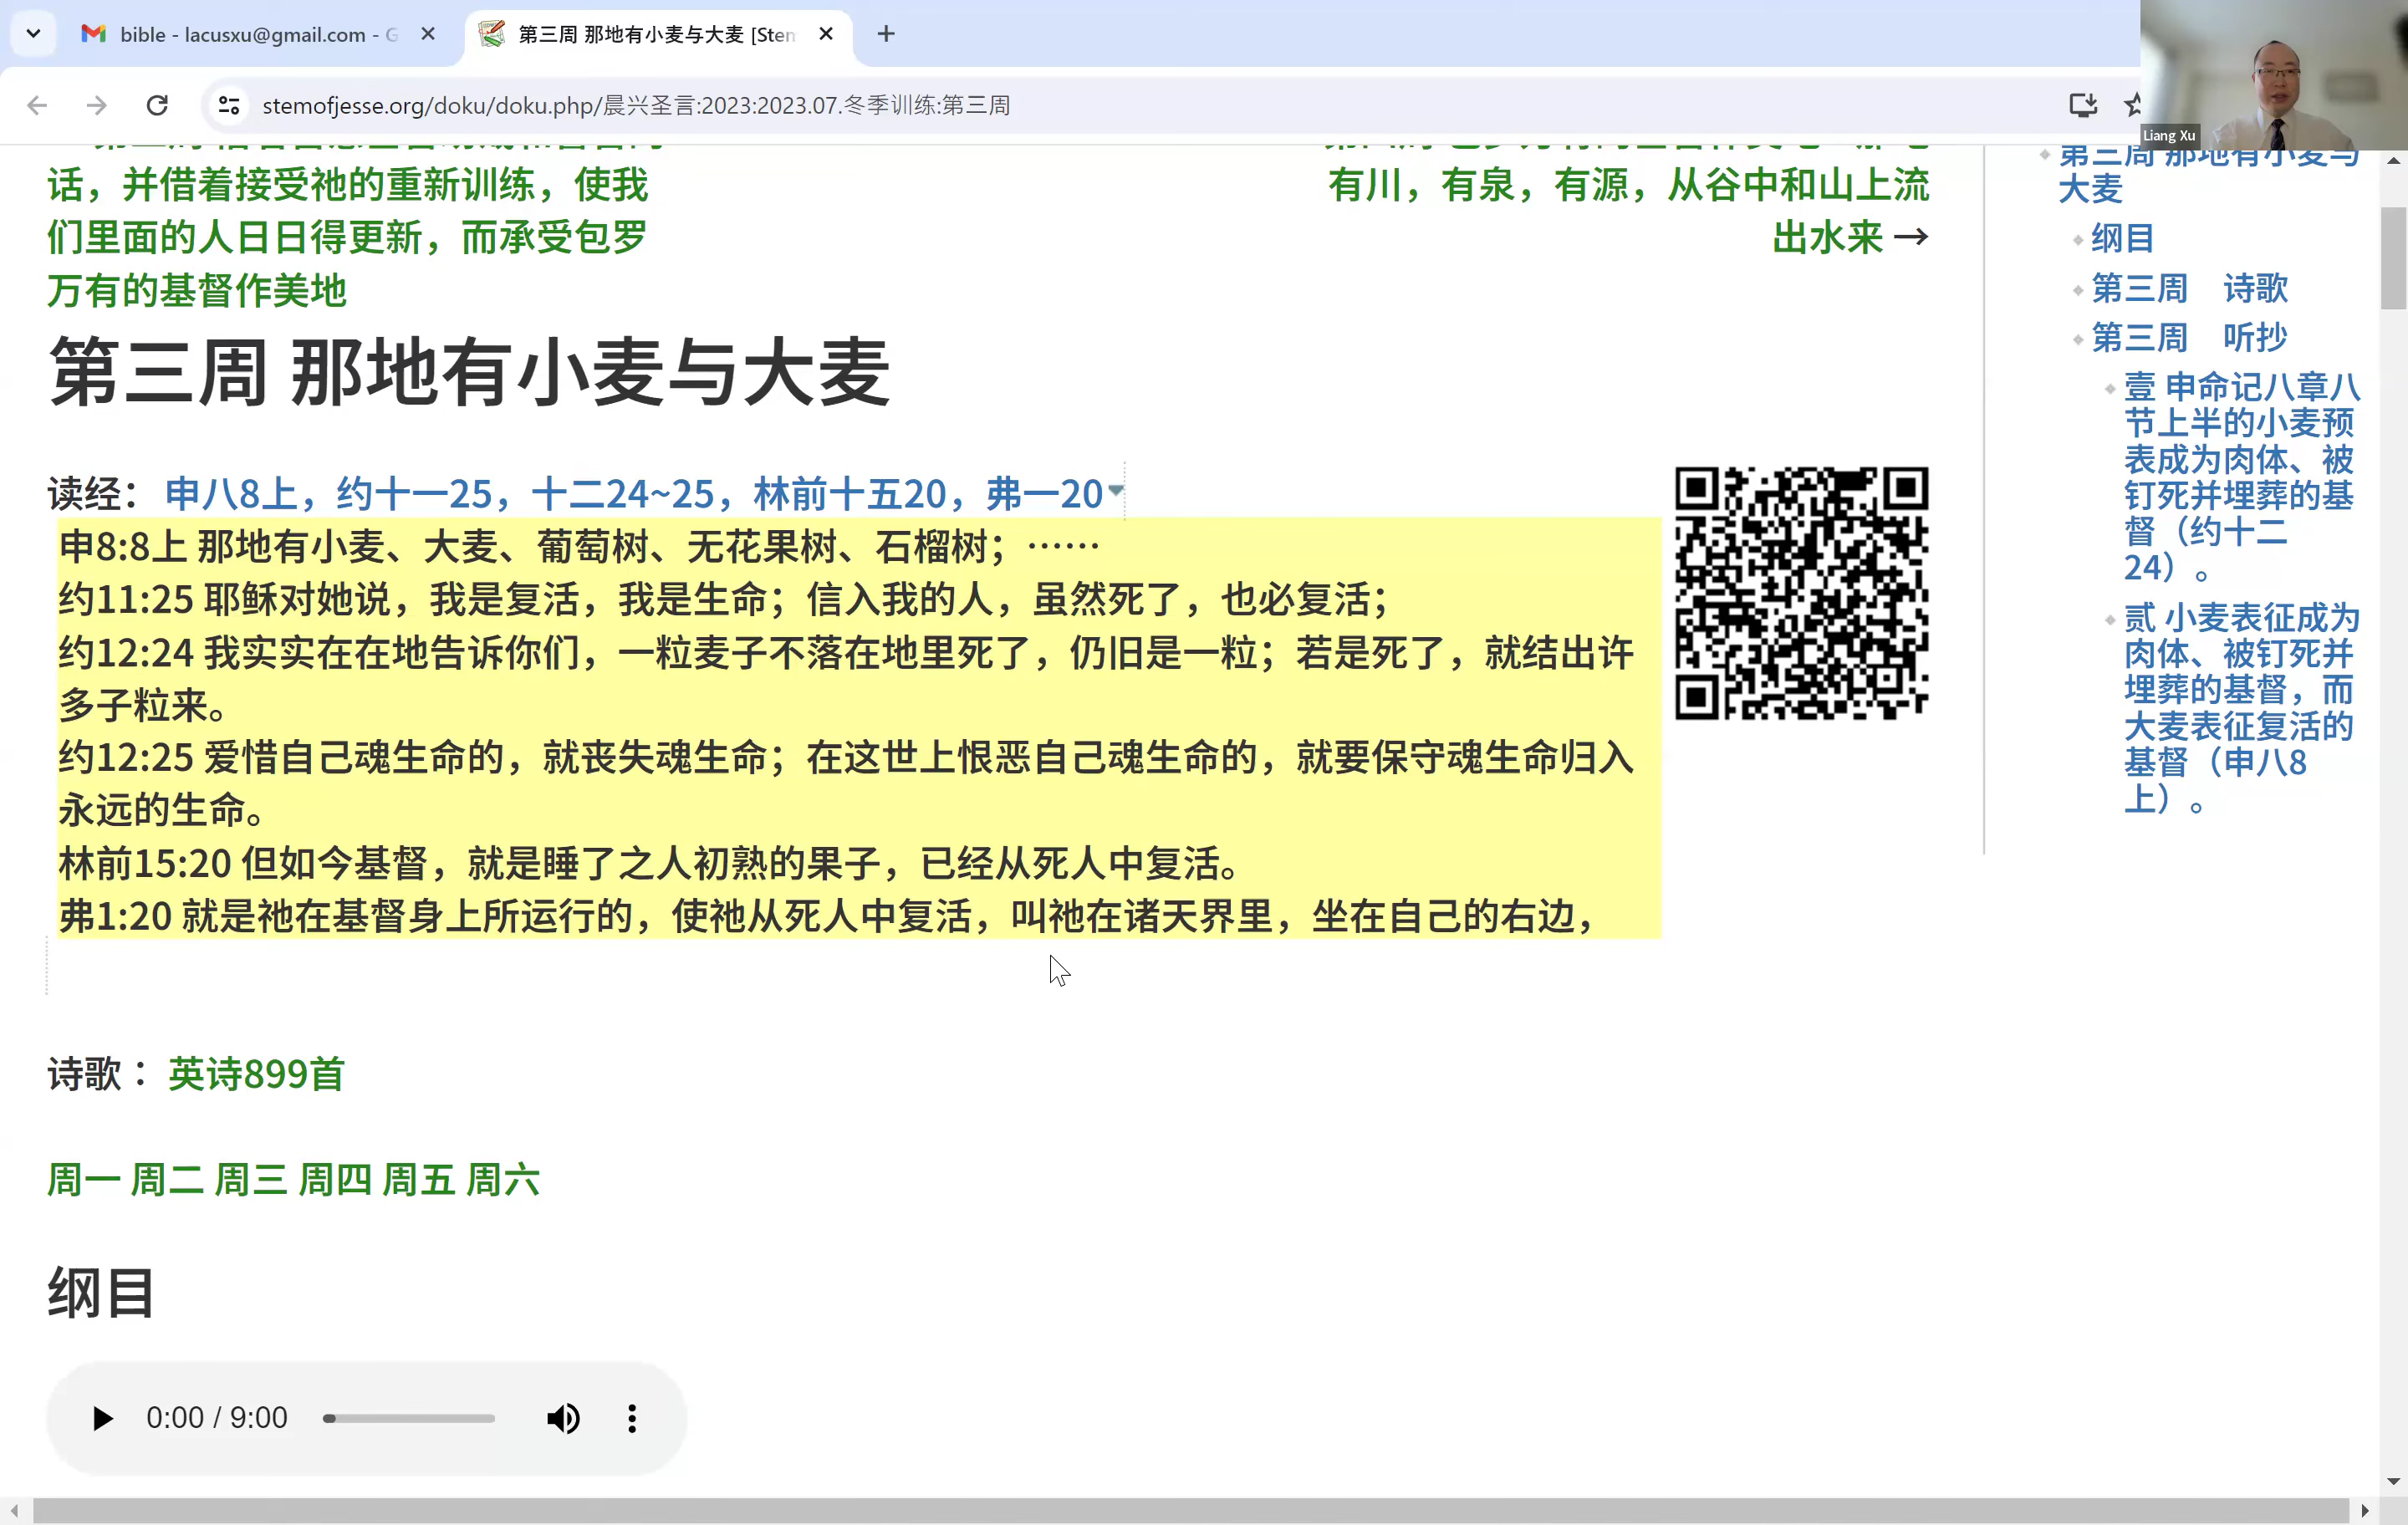 bible - lacusxu@gmail.com - G
第三周 那地有小麦与大麦 [Stem
stemofjesse.org/doku/doku.php/晨兴圣言:2023:2023.07.冬季训练:第三周
Liang Xu
话，并借着接受祂的重新训练，使我
们里面的人日日得更新，而承受包罗
万有的基督作美地
有川，有泉，有源，从谷中和山上流
出水来 →
第三周 那地有小麦与大麦
读经： 申八8上，约十一25，十二24~25，林前十五20，弗一20
申8:8上 那地有小麦、大麦、葡萄树、无花果树、石榴树；……
约11:25 耶稣对她说，我是复活，我是生命；信入我的人，虽然死了，也必复活；
约12:24 我实实在在地告诉你们，一粒麦子不落在地里死了，仍旧是一粒；若是死了，就结出许
多子粒来。
约12:25 爱惜自己魂生命的，就丧失魂生命；在这世上恨恶自己魂生命的，就要保守魂生命归入
永远的生命。
林前15:20 但如今基督，就是睡了之人初熟的果子，已经从死人中复活。
弗1:20 就是祂在基督身上所运行的，使祂从死人中复活，叫祂在诸天界里，坐在自己的右边，
诗歌： 英诗899首
周一 周二 周三 周四 周五 周六
纲目
0:00 / 9:00
第三周 那地有小麦与
大麦
纲目
第三周 诗歌
第三周 听抄
壹 申命记八章八
节上半的小麦预
表成为肉体、被
钉死并埋葬的基
督（约十二
24）。
贰 小麦表征成为
肉体、被钉死并
埋葬的基督，而
大麦表征复活的
基督（申八8
上）。